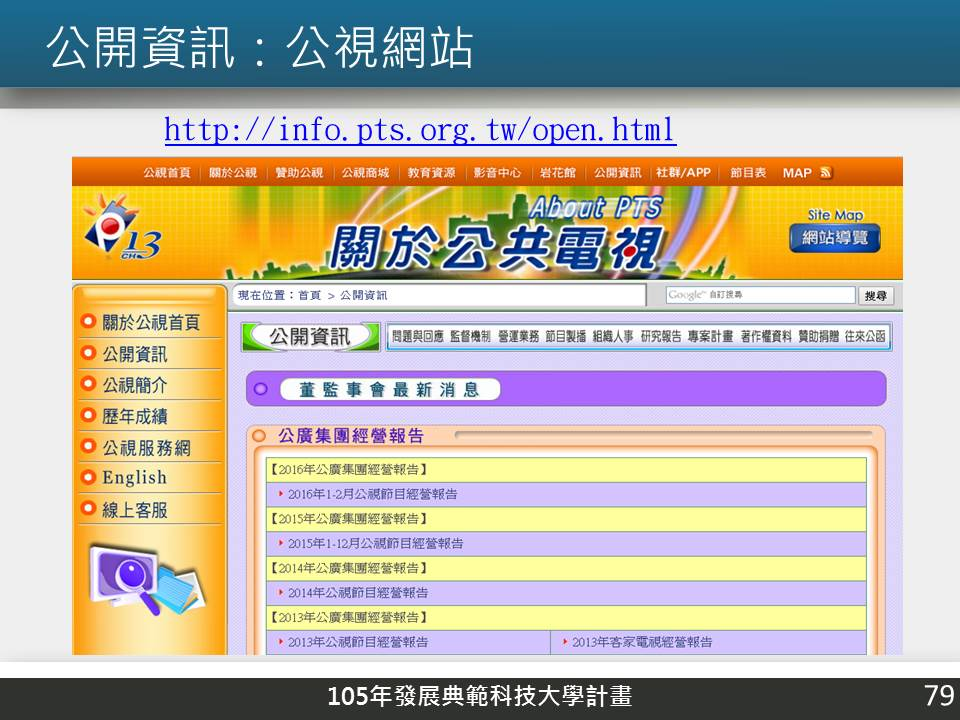 公開資訊：公視網站
http://info.pts.org.tw/open.html
公視首頁 關於公視 贊助公視 公視商城 教育資源 影音中心 岩花館 公開資訊 社群/APP 節目表 MAP
About PTS
關於公共電視
13
CH
Site Map
網站導覽
現在位置：首頁 > 公開資訊
Google™ 自訂搜尋
搜尋
關於公視首頁
公開資訊
公視簡介
歷年成績
公視服務網
English
線上客服
公開資訊
問題與回應 監督機制 營運業務 節目製播 組織人事 研究報告 專案計畫 著作權資料 贊助捐贈 往來公函
董監事會最新消息
公廣集團經營報告
【2016年公廣集團經營報告】
2016年1-2月公視節目經營報告
【2015年公廣集團經營報告】
2015年1-12月公視節目經營報告
【2014年公廣集團經營報告】
2014年公視節目經營報告
【2013年公廣集團經營報告】
2013年公視節目經營報告
2013年客家電視經營報告
105年發展典範科技大學計畫
79